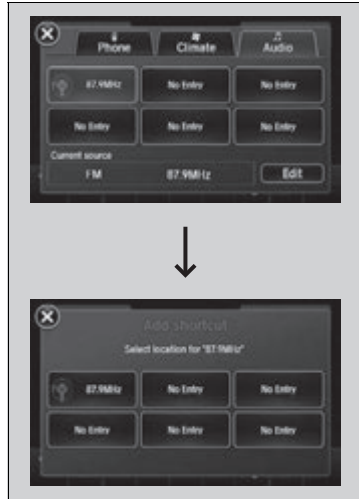 Phone Climate Audio
87.9MHz No Entry No Entry
No Entry No Entry No Entry
Current source
FM 87.9MHz Edit
Add shortcut
Select location for "87.9MHz"
87.9MHz No Entry No Entry
No Entry No Entry No Entry